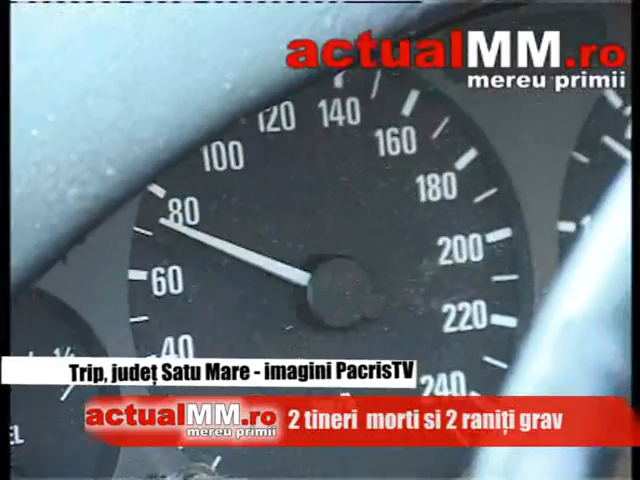 actualMM.ro
mereu primii
120
140
100
160
180
80
200
60
220
40
240
Trip, județ Satu Mare - imagini PacrisTV
actualMM.ro
mereu primii
2 tineri morti si 2 raniți grav